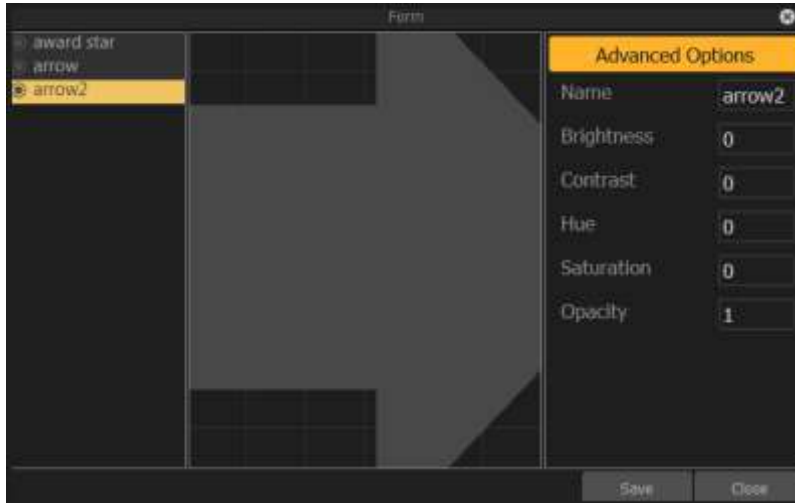 Form
award star
arrow
arrow2
Advanced Options
Name arrow2
Brightness 0
Contrast 0
Hue 0
Saturation 0
Opacity 1
Save Close